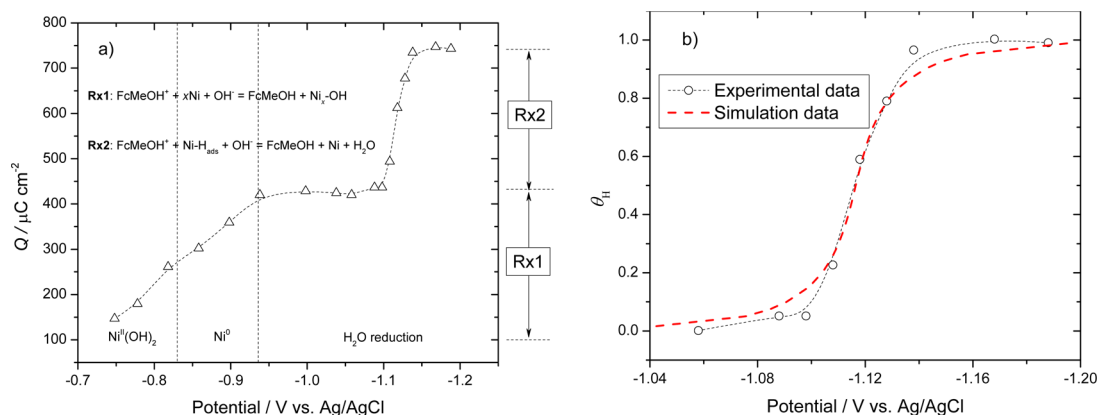 a)
800
700
600
500
400
300
200
100
Q / μC cm⁻²
Rx1: FcMeOH⁺ + xNi + OH⁻ = FcMeOH + Niₓ-OH
Rx2: FcMeOH⁺ + Ni-H_ads + OH⁻ = FcMeOH + Ni + H₂O
Ni^II(OH)₂
Ni⁰
H₂O reduction
-0.7 -0.8 -0.9 -1.0 -1.1 -1.2
Potential / V vs. Ag/AgCl
Rx2
Rx1
b)
1.0
0.8
0.6
0.4
0.2
0.0
θ_H
Experimental data
Simulation data
-1.04 -1.08 -1.12 -1.16 -1.20
Potential / V vs. Ag/AgCl